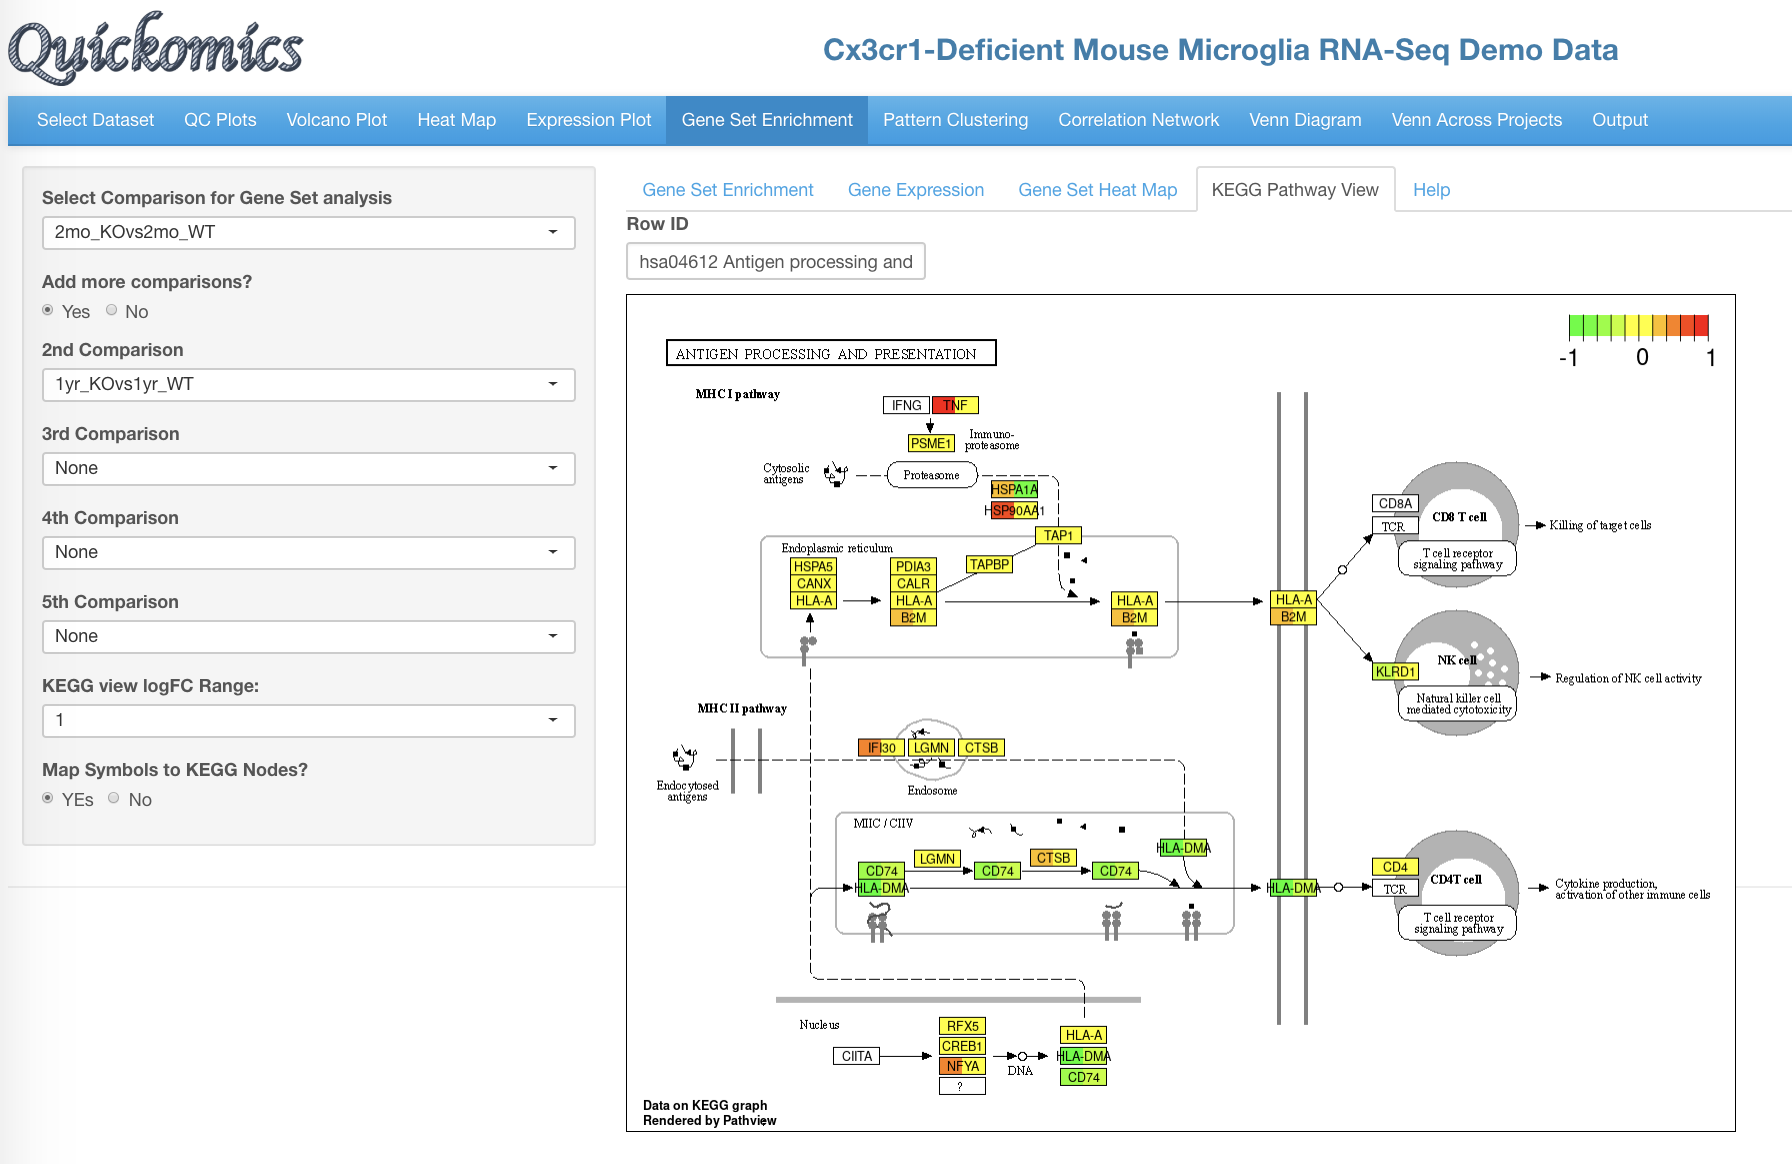 Quickomics
Cx3cr1-Deficient Mouse Microglia RNA-Seq Demo Data
Select Dataset QC Plots Volcano Plot Heat Map Expression Plot Gene Set Enrichment Pattern Clustering Correlation Network Venn Diagram Venn Across Projects Output
Select Comparison for Gene Set analysis
2mo_KOvs2mo_WT
Add more comparisons?
Yes No
2nd Comparison
1yr_KOvs1yr_WT
3rd Comparison
None
4th Comparison
None
5th Comparison
None
KEGG view logFC Range:
1
Map Symbols to KEGG Nodes?
YEs No
Gene Set Enrichment Gene Expression Gene Set Heat Map KEGG Pathway View Help
Row ID
hsa04612 Antigen processing and
-1 0 1
ANTIGEN PROCESSING AND PRESENTATION
MHC I pathway
IFNG TNF
PSME1
Immuno-
proteasome
Cytosolic
antigens
Proteasome
HSPA1A
HSP90AA1
TAP1
Endoplasmic reticulum
HSPA5 PDIA3 TAPBP
CANX CALR
HLA-A HLA-A HLA-A HLA-A
B2M B2M B2M
CD8A
TCR
CD8 T cell
T cell receptor
signaling pathway
Killing of target cells
KLRD1
NK cell
Natural killer cell
mediated cytotoxicity
Regulation of NK cell activity
MHC II pathway
Endocytosed
antigens
IFI30 LGMN CTSB
Endosome
MIIC / CIIV
HLA-DMA
LGMN CTSB
CD74 CD74 CD74
HLA-DMA HLA-DMA
CD4
TCR
CD4T cell
T cell receptor
signaling pathway
Cytokine production,
activation of other immune cells
Nucleus
CIITA
RFX5
CREB1
NFYA
?
DNA
HLA-A
HLA-DMA
CD74
Data on KEGG graph
Rendered by Pathview